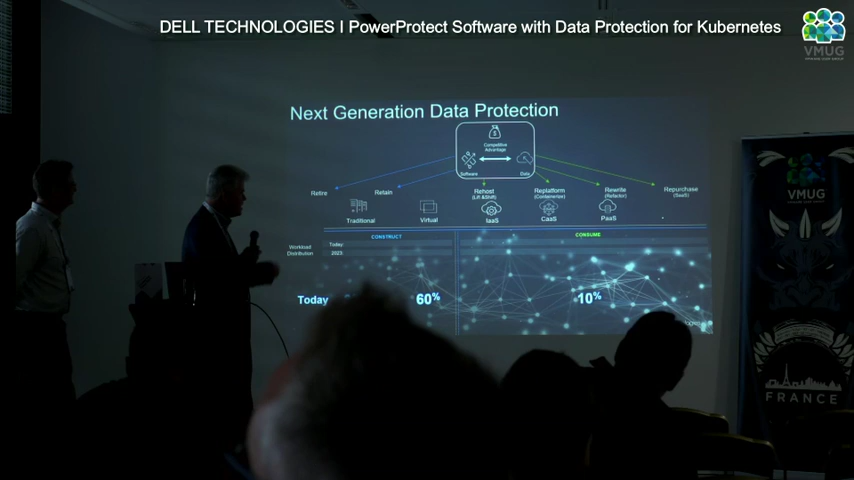 DELL TECHNOLOGIES I PowerProtect Software with Data Protection for Kubernetes
VMUG
Next Generation Data Protection
$
Competitive
Advantage
Software
Data
Retire
Retain
Rehost
(Lift &Shift)
Replatform
(Containerize)
Rewrite
(Refactor)
Repurchase
(SaaS)
Traditional
Virtual
IaaS
CaaS
PaaS
CONSTRUCT
CONSUME
Workload
Distribution
Today:
2023:
Today
60%
10%
VMUG
FRANCE